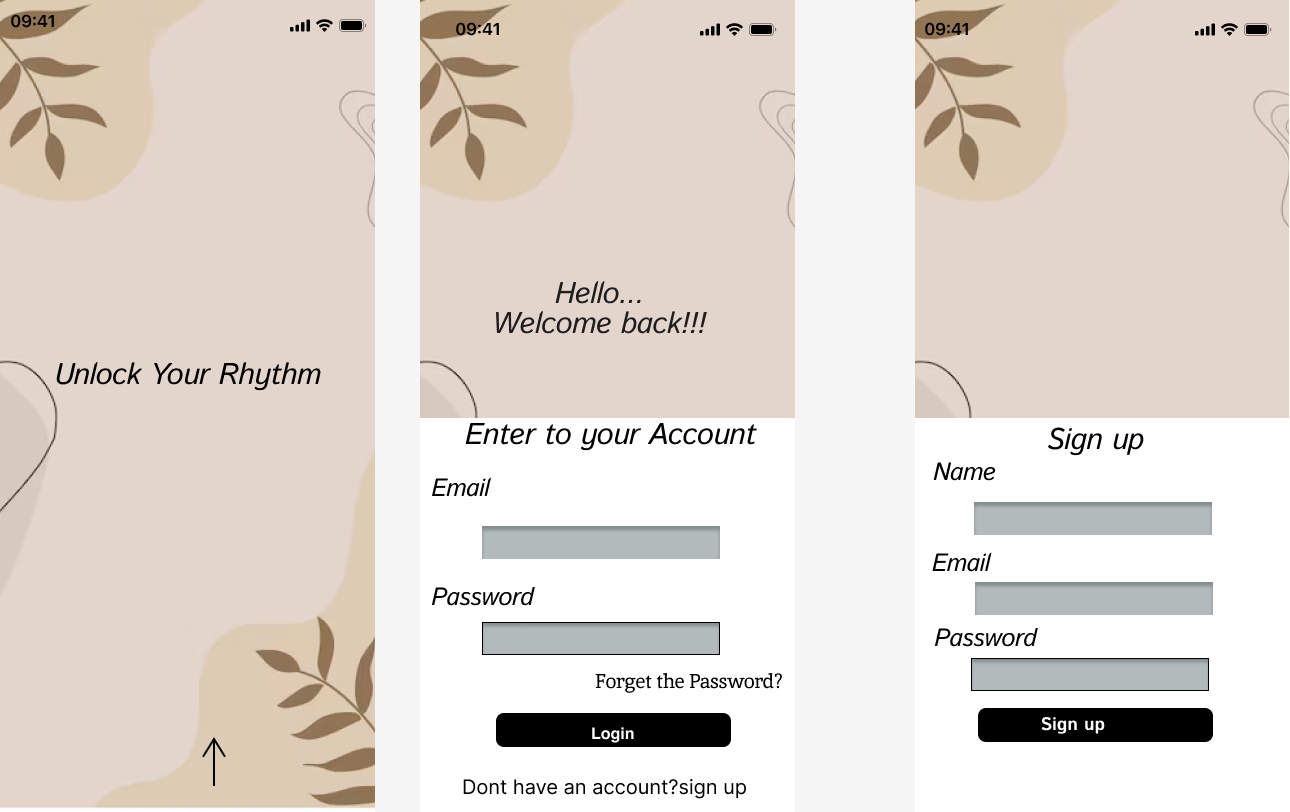 09:41
Unlock Your Rhythm
09:41
Hello...
Welcome back!!!
Enter to your Account
Email
Password
Forget the Password?
Login
Dont have an account?sign up
09:41
Sign up
Name
Email
Password
Sign up